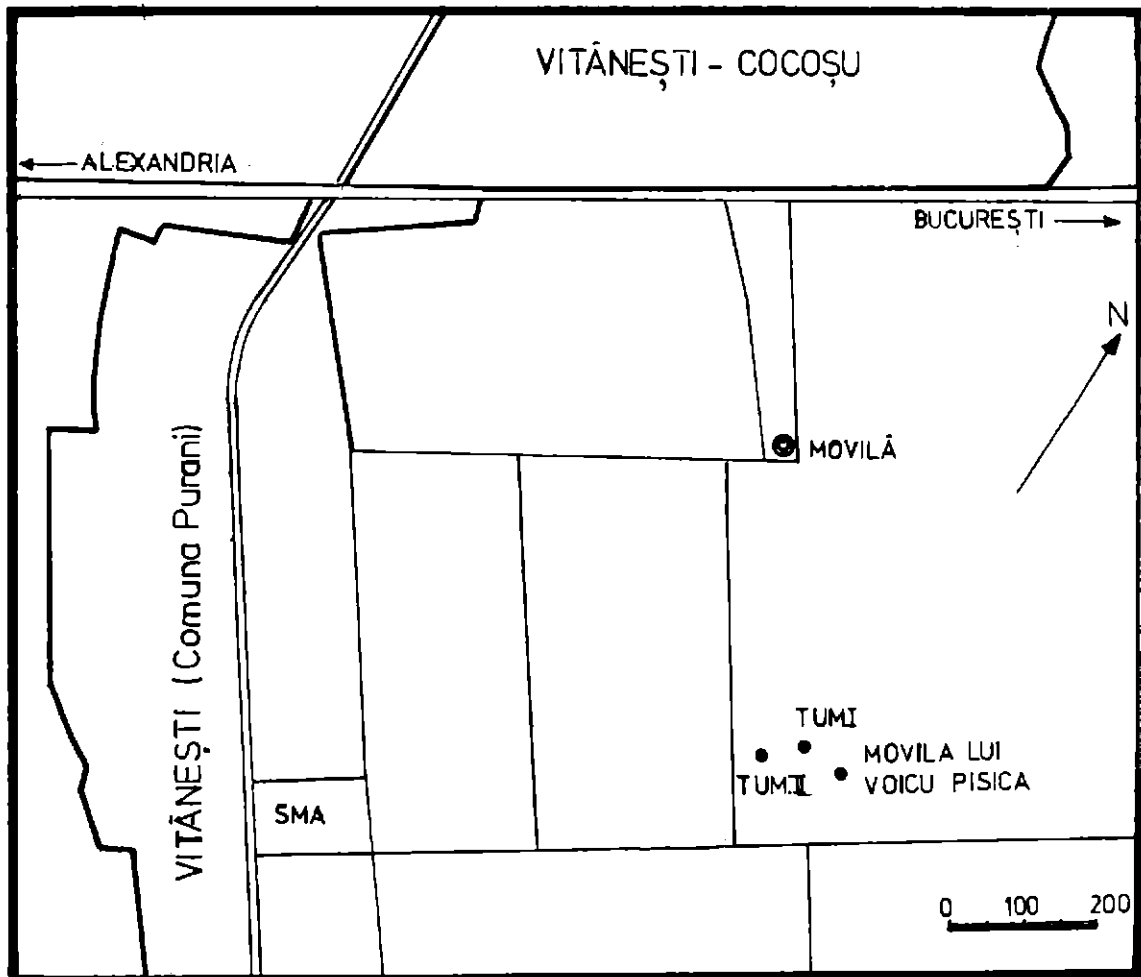 VITĂNEȘTI - COCOȘU
ALEXANDRIA
BUCUREȘTI
N
MOVILĂ
VITĂNEȘTI (Comuna Purani)
TUM.I
MOVILA LUI
TUM.II
VOICU PISICA
SMA
0 100 200